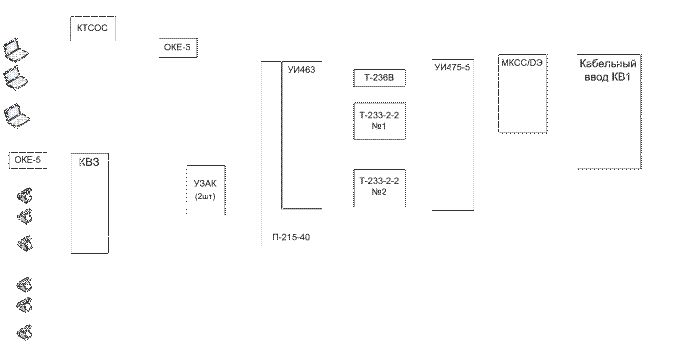 КТСОС
ОКЕ-5
УИ463
Т-236В
УИ475-5
МКСС/DЭ
Кабельный
ввод КВ1
Т-233-2-2
№1
ОКЕ-5
КВЗ
УЗАК
(2шт)
Т-233-2-2
№2
П-215-40